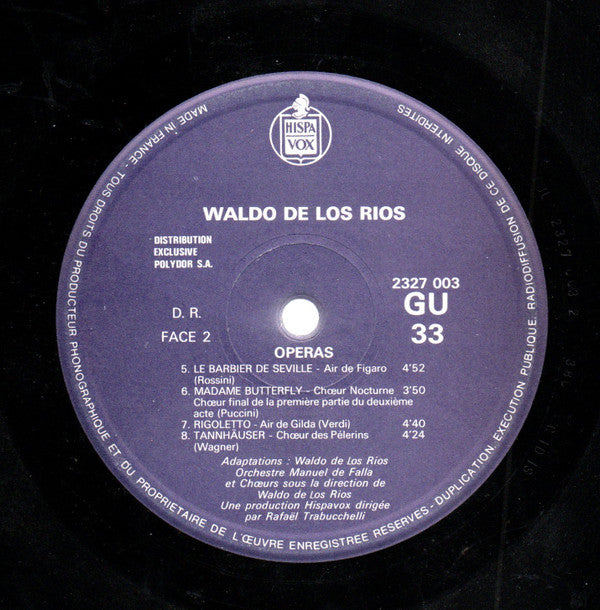 HISPA
VOX
WALDO DE LOS RIOS
DISTRIBUTION
EXCLUSIVE
POLYDOR S.A.
2327 003
D. R.
GU
FACE 2
33
OPERAS
5. LE BARBIER DE SEVILLE - Air de Figaro 4'52
(Rossini)
6. MADAME BUTTERFLY - Chœur Nocturne 3'50
Chœur final de la première partie du deuxième
acte (Puccini)
7. RIGOLETTO - Air de Gilda (Verdi) 4'40
8. TANNHÄUSER - Chœur des Pélerins 4'24
(Wagner)
Adaptations : Waldo de Los Rios
Orchestre Manuel de Falla
et Chœurs sous la direction de
Waldo de Los Rios
Une production Hispavox dirigée
par Rafaël Trabucchelli
MADE IN FRANCE - TOUS DROITS DU PRODUCTEUR PHONOGRAPHIQUE ET DU PROPRIETAIRE DE L'ŒUVRE ENREGISTREE RESERVES - DUPLICATION, EXECUTION PUBLIQUE, RADIODIFFUSION DE CE DISQUE INTERDITES